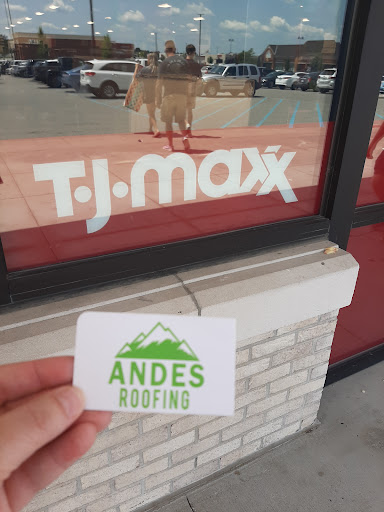 T·J·maxx
ANDES
ROOFING